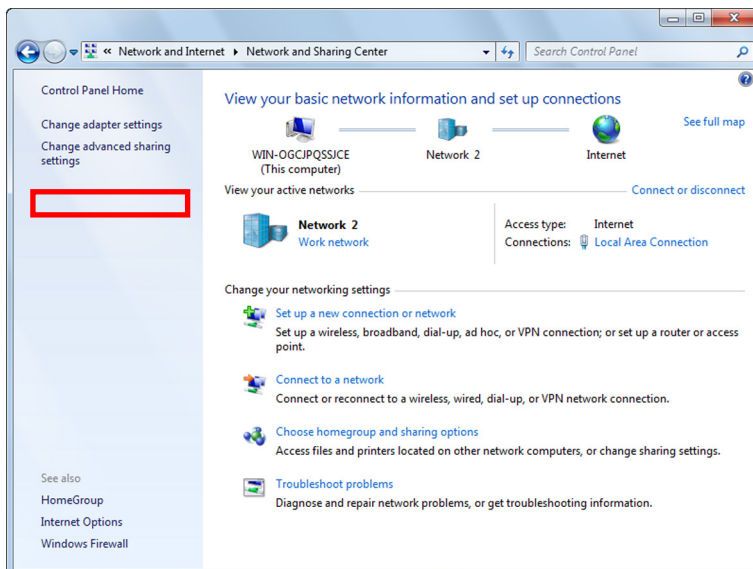 « Network and Internet ▸ Network and Sharing Center
Search Control Panel
Control Panel Home
Change adapter settings
Change advanced sharing
settings
See also
HomeGroup
Internet Options
Windows Firewall
View your basic network information and set up connections
See full map
WIN-OGCJPQSSJCE
(This computer)
Network 2
Internet
View your active networks
Connect or disconnect
Network 2
Work network
Access type: Internet
Connections: Local Area Connection
Change your networking settings
Set up a new connection or network
Set up a wireless, broadband, dial-up, ad hoc, or VPN connection; or set up a router or access
point.
Connect to a network
Connect or reconnect to a wireless, wired, dial-up, or VPN network connection.
Choose homegroup and sharing options
Access files and printers located on other network computers, or change sharing settings.
Troubleshoot problems
Diagnose and repair network problems, or get troubleshooting information.